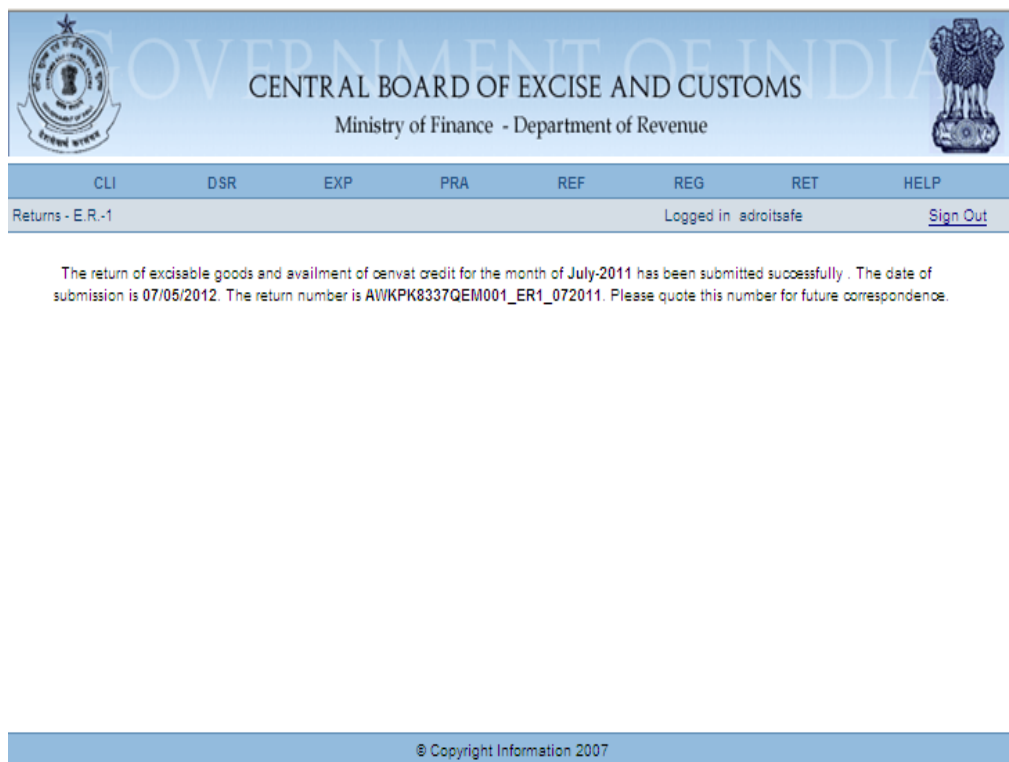 GOVERNMENT OF INDIA
CENTRAL BOARD OF EXCISE AND CUSTOMS
Ministry of Finance - Department of Revenue
CLI DSR EXP PRA REF REG RET HELP
Returns - E.R.-1 Logged in adroitsafe Sign Out
The return of excisable goods and availment of cenvat credit for the month of July-2011 has been submitted successfully . The date of
submission is 07/05/2012. The return number is AWKPK8337QEM001_ER1_072011. Please quote this number for future correspondence.
© Copyright Information 2007